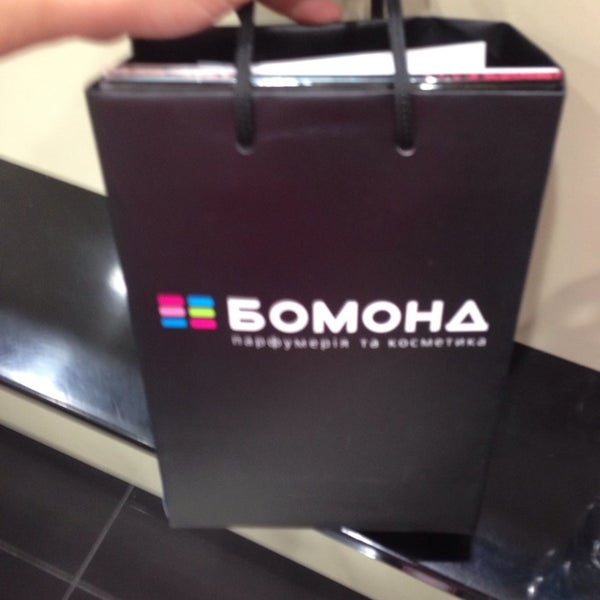 БОМОНД
парфумерія та косметика